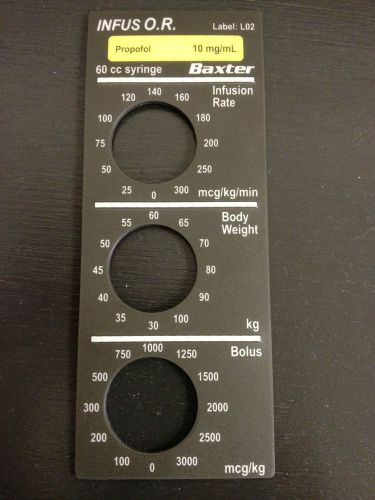 INFUS O.R. Label: L02
Propofol 10 mg/mL
60 cc syringe Baxter
120 140 160 Infusion Rate
100 180
75 200
50 250
25 0 300 mcg/kg/min
55 60 65 Body Weight
50 70
45 80
40 90
35 30 100 kg
750 1000 1250 Bolus
500 1500
300 2000
200 2500
100 0 3000 mcg/kg